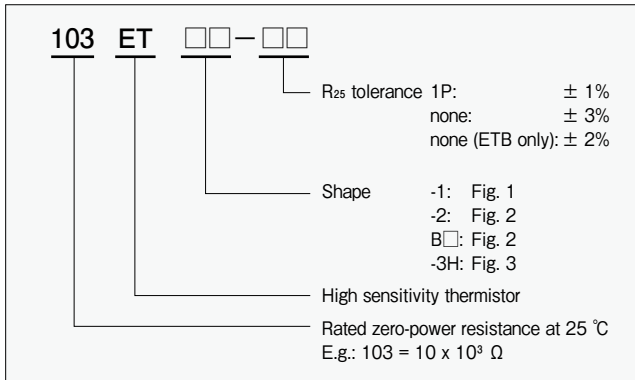 103 ET □□-□□
R₂₅ tolerance 1P: ± 1%
none: ± 3%
none (ETB only): ± 2%
Shape -1: Fig. 1
-2: Fig. 2
B□: Fig. 2
-3H: Fig. 3
High sensitivity thermistor
Rated zero-power resistance at 25 ℃
E.g.: 103 = 10 x 10³ Ω